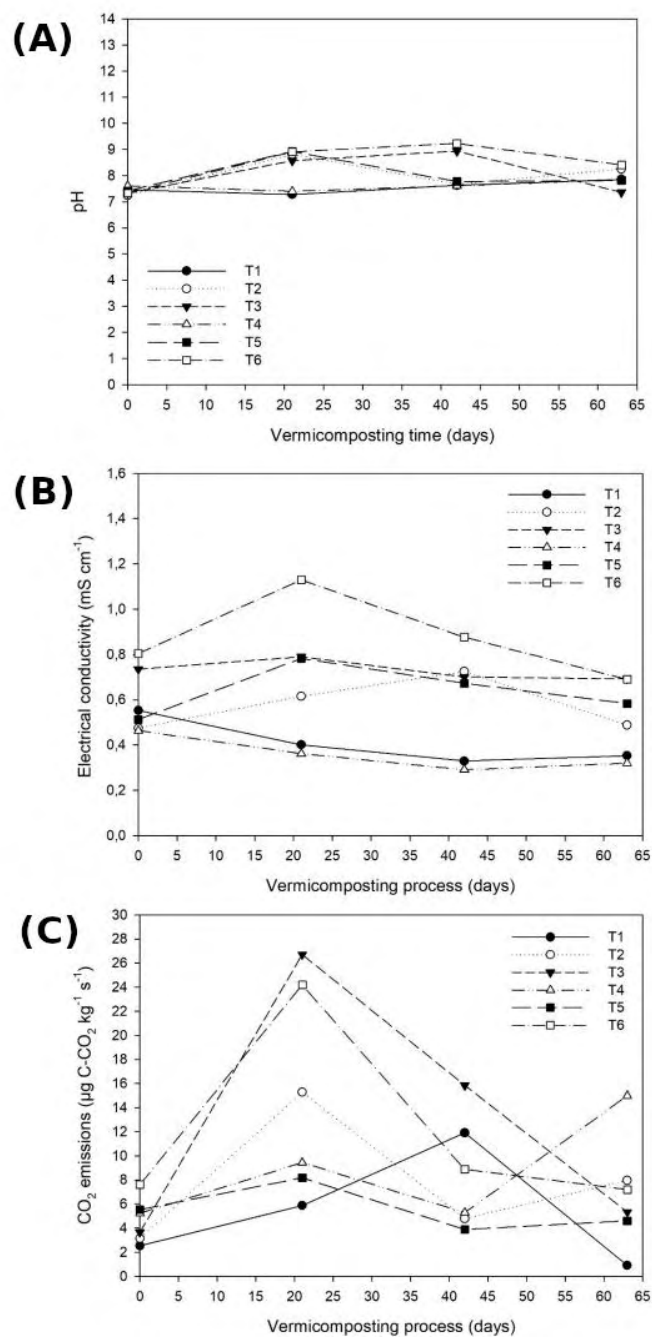 (A)
14
13
12
11
10
9
8
7
6
5
4
3
2
1
0
pH
T1
T2
T3
T4
T5
T6
0 5 10 15 20 25 30 35 40 45 50 55 60 65
Vermicomposting time (days)
(B)
1,6
1,4
1,2
1,0
0,8
0,6
0,4
0,2
0,0
Electrical conductivity (mS cm⁻¹)
T1
T2
T3
T4
T5
T6
0 5 10 15 20 25 30 35 40 45 50 55 60 65
Vermicomposting process (days)
(C)
30
28
26
24
22
20
18
16
14
12
10
8
6
4
2
0
CO₂ emissions (µg C-CO₂ kg⁻¹ s⁻¹)
T1
T2
T3
T4
T5
T6
0 5 10 15 20 25 30 35 40 45 50 55 60 65
Vermicomposting process (days)